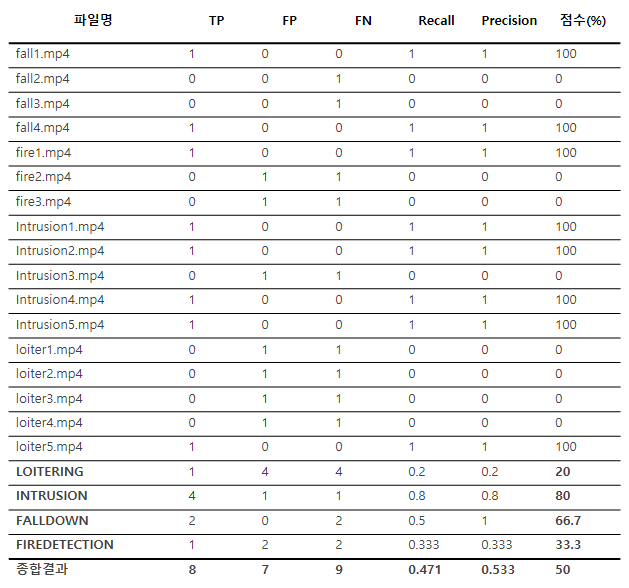 파일명 TP FP FN Recall Precision 점수(%)
fall1.mp4 1 0 0 1 1 100
fall2.mp4 0 0 1 0 0 0
fall3.mp4 0 0 1 0 0 0
fall4.mp4 1 0 0 1 1 100
fire1.mp4 1 0 0 1 1 100
fire2.mp4 0 1 1 0 0 0
fire3.mp4 0 1 1 0 0 0
Intrusion1.mp4 1 0 0 1 1 100
Intrusion2.mp4 1 0 0 1 1 100
Intrusion3.mp4 0 1 1 0 0 0
Intrusion4.mp4 1 0 0 1 1 100
Intrusion5.mp4 1 0 0 1 1 100
loiter1.mp4 0 1 1 0 0 0
loiter2.mp4 0 1 1 0 0 0
loiter3.mp4 0 1 1 0 0 0
loiter4.mp4 0 1 1 0 0 0
loiter5.mp4 1 0 0 1 1 100
LOITERING 1 4 4 0.2 0.2 20
INTRUSION 4 1 1 0.8 0.8 80
FALLDOWN 2 0 2 0.5 1 66.7
FIREDETECTION 1 2 2 0.333 0.333 33.3
종합결과 8 7 9 0.471 0.533 50